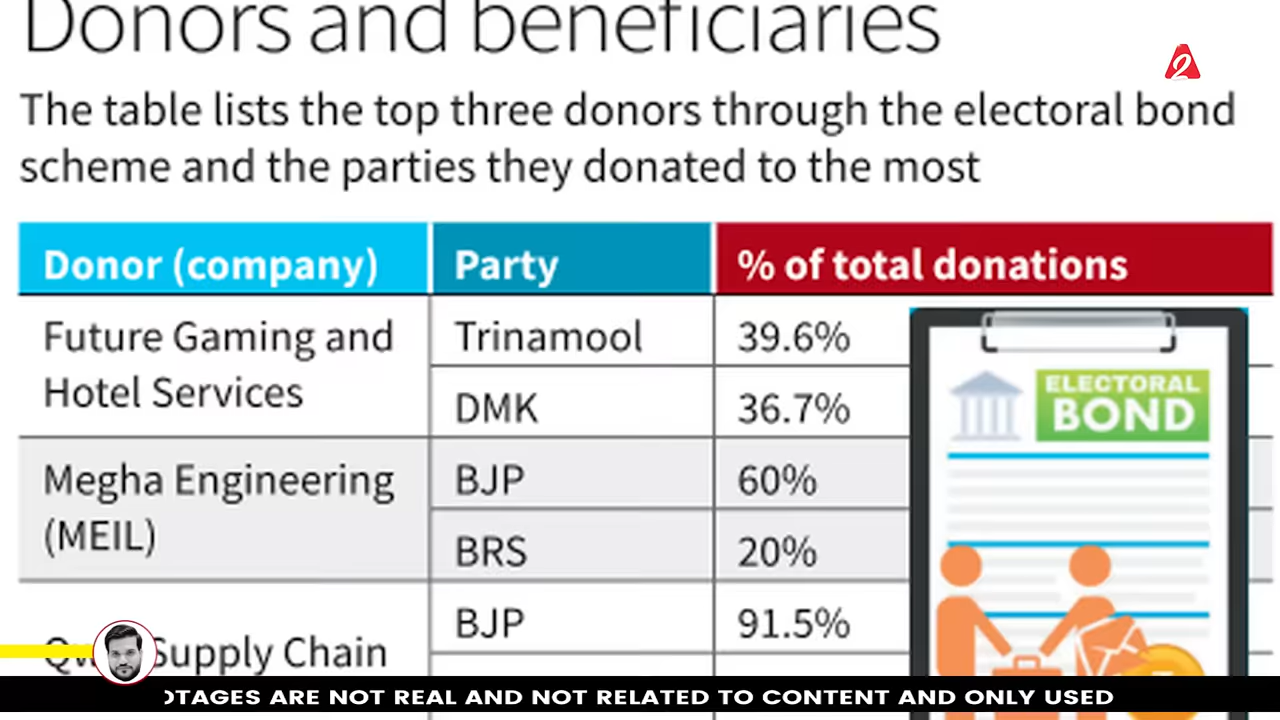 Donors and beneficiaries
2
The table lists the top three donors through the electoral bond
scheme and the parties they donated to the most
Donor (company) Party % of total donations
Future Gaming and
Hotel Services
Trinamool 39.6%
DMK 36.7%
ELECTORAL
BOND
Megha Engineering
(MEIL)
BJP 60%
BRS 20%
BJP 91.5%
Supply Chain
ARE NOT REAL AND NOT RELATED TO CONTENT AND ONLY USED